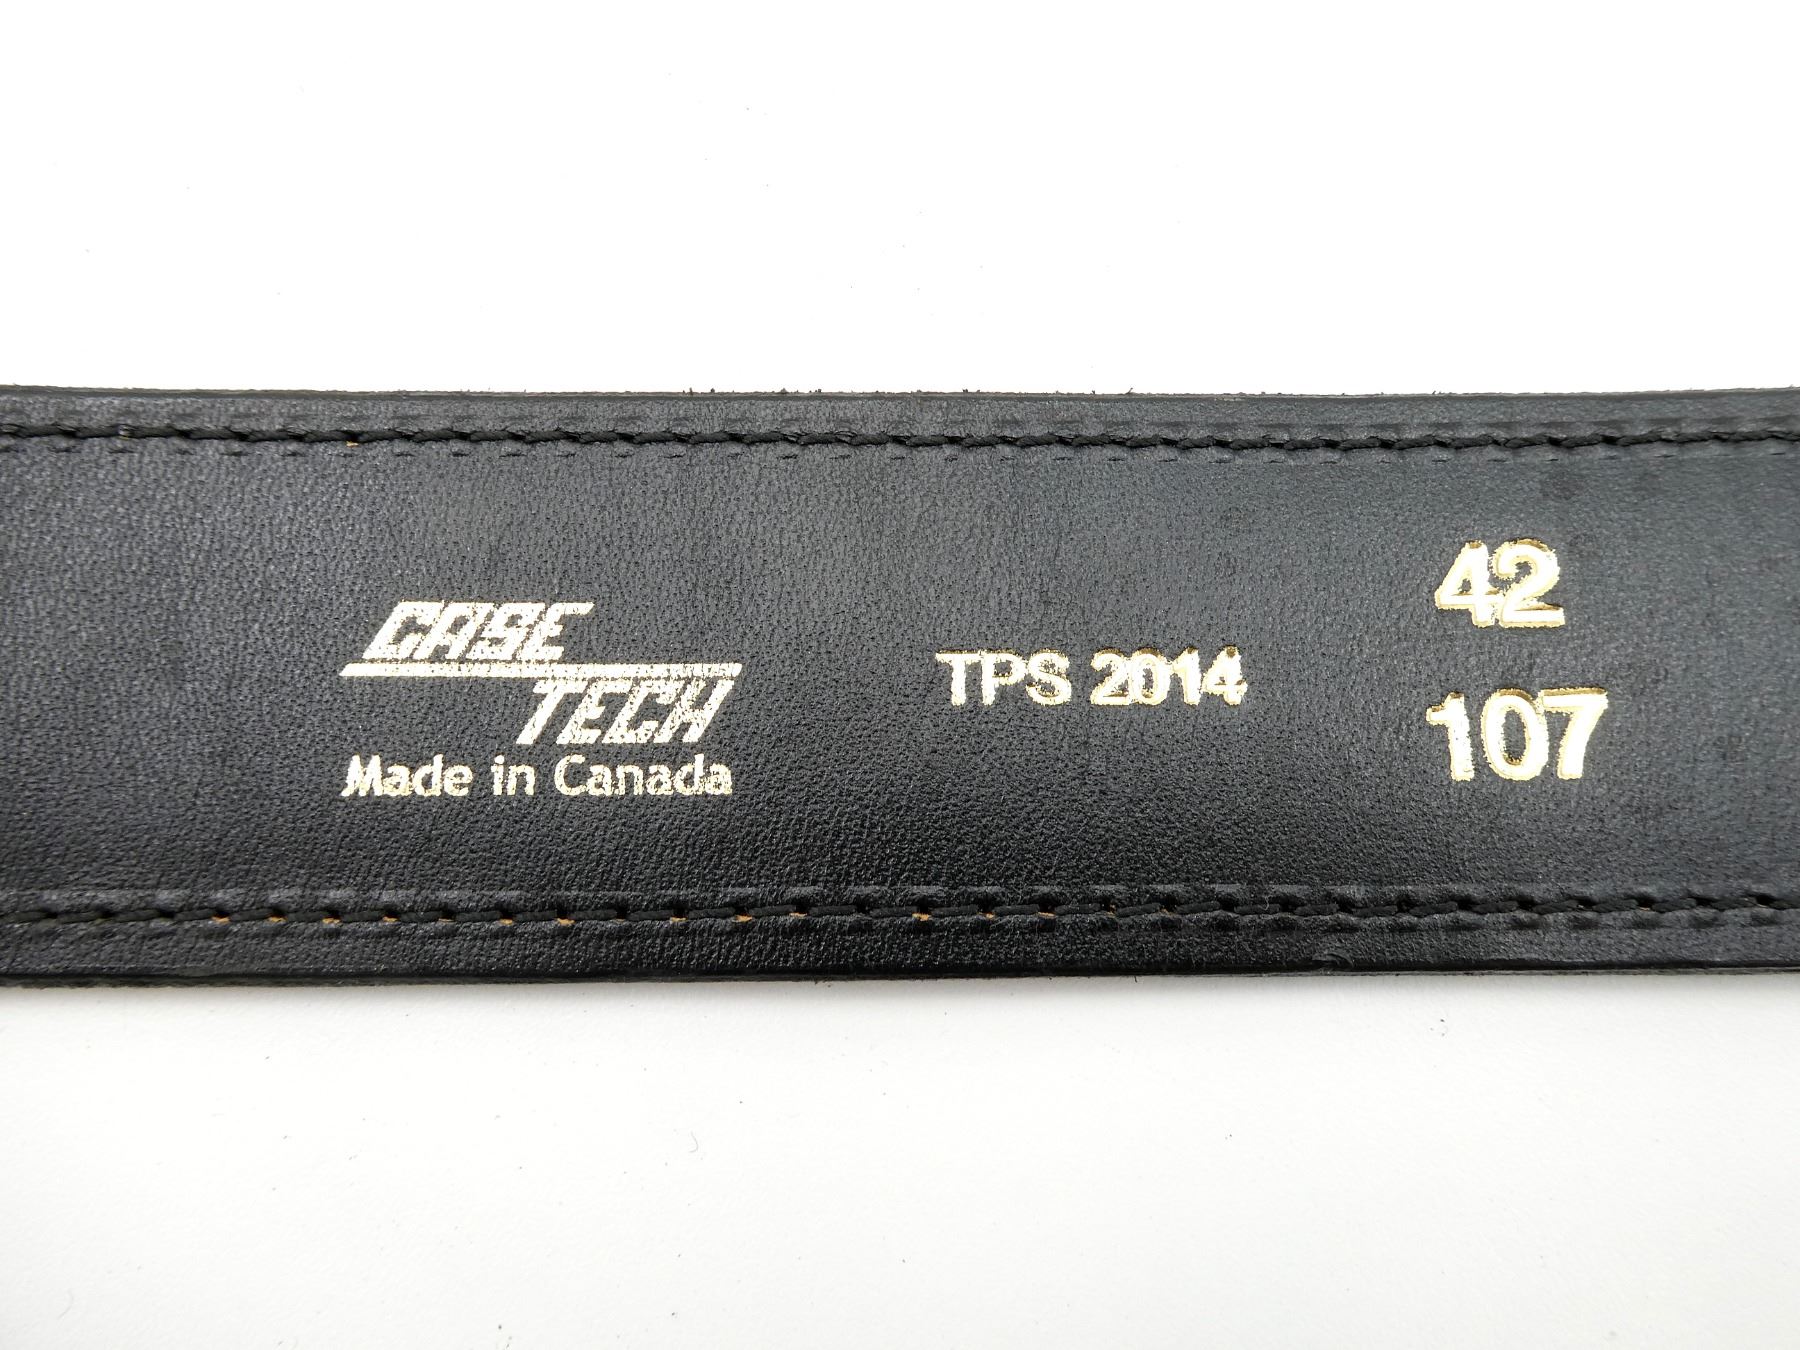 CASE
TECH
Made in Canada
TPS 2014
42
107